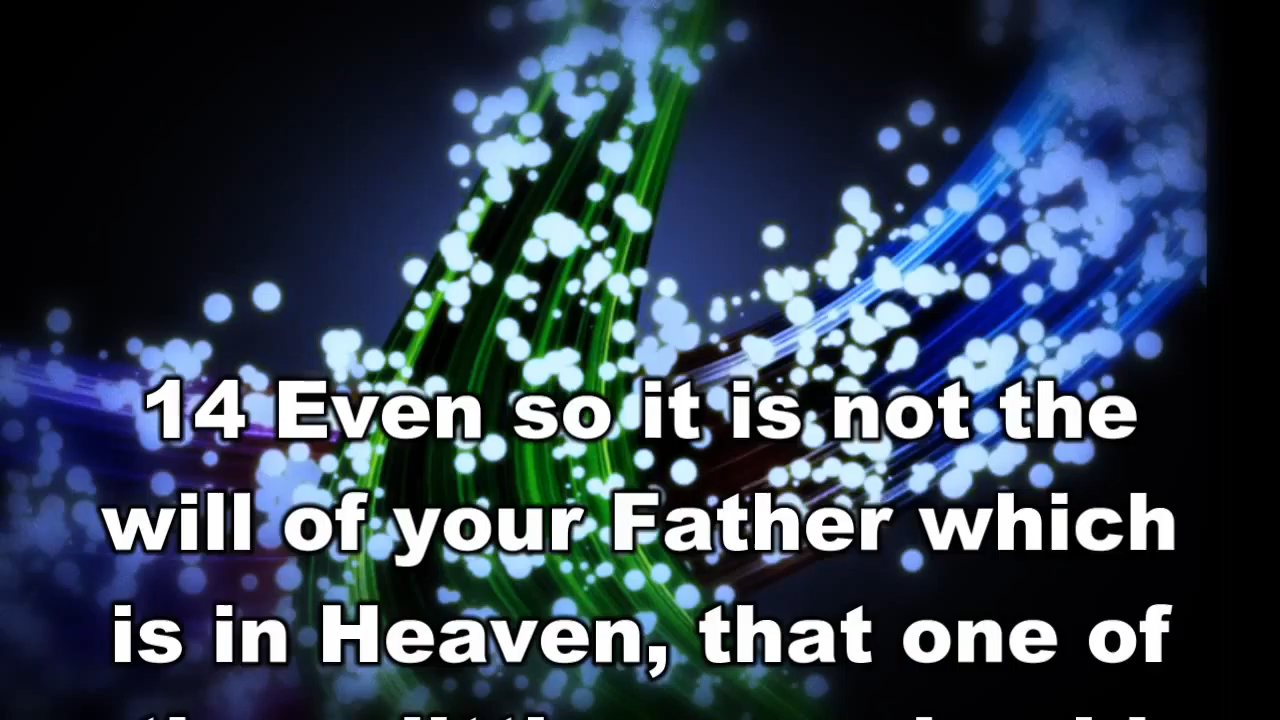 14 Even so it is not the
will of your Father which
is in Heaven, that one of